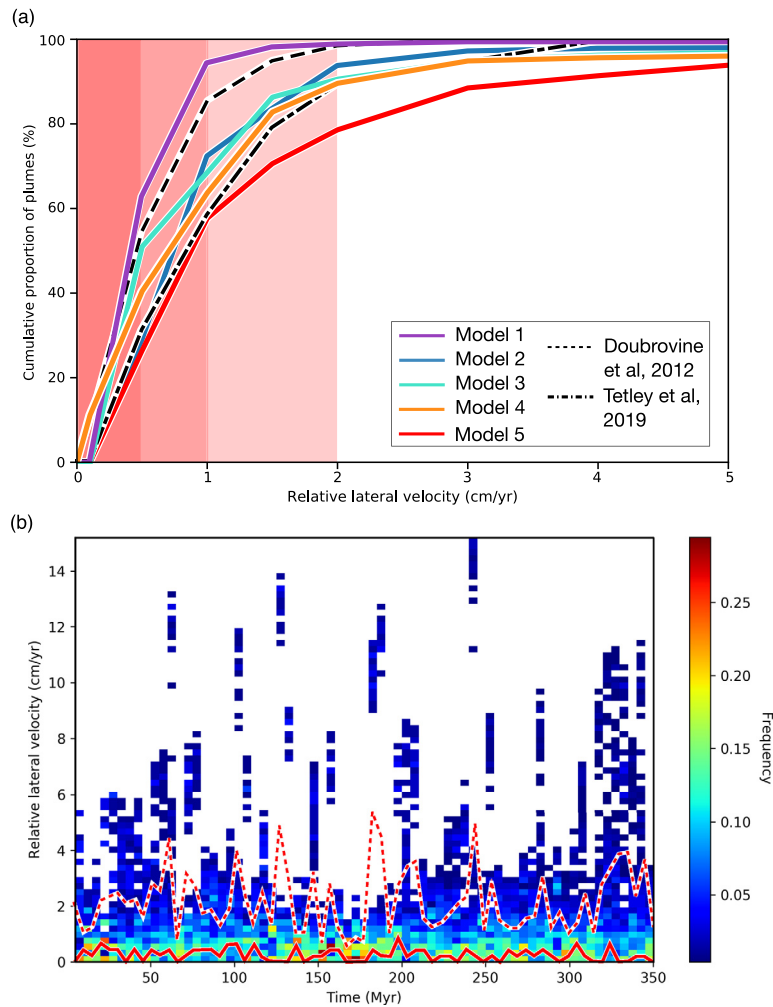 (a)
100
80
60
40
20
0
Cumulative proportion of plumes (%)
0 1 2 3 4 5
Relative lateral velocity (cm/yr)
Model 1
Model 2
Model 3
Model 4
Model 5
Doubrovine
et al, 2012
Tetley et al,
2019
(b)
14
12
10
8
6
4
2
0
Relative lateral velocity (cm/yr)
50 100 150 200 250 300 350
Time (Myr)
0.25
0.20
0.15
0.10
0.05
Frequency